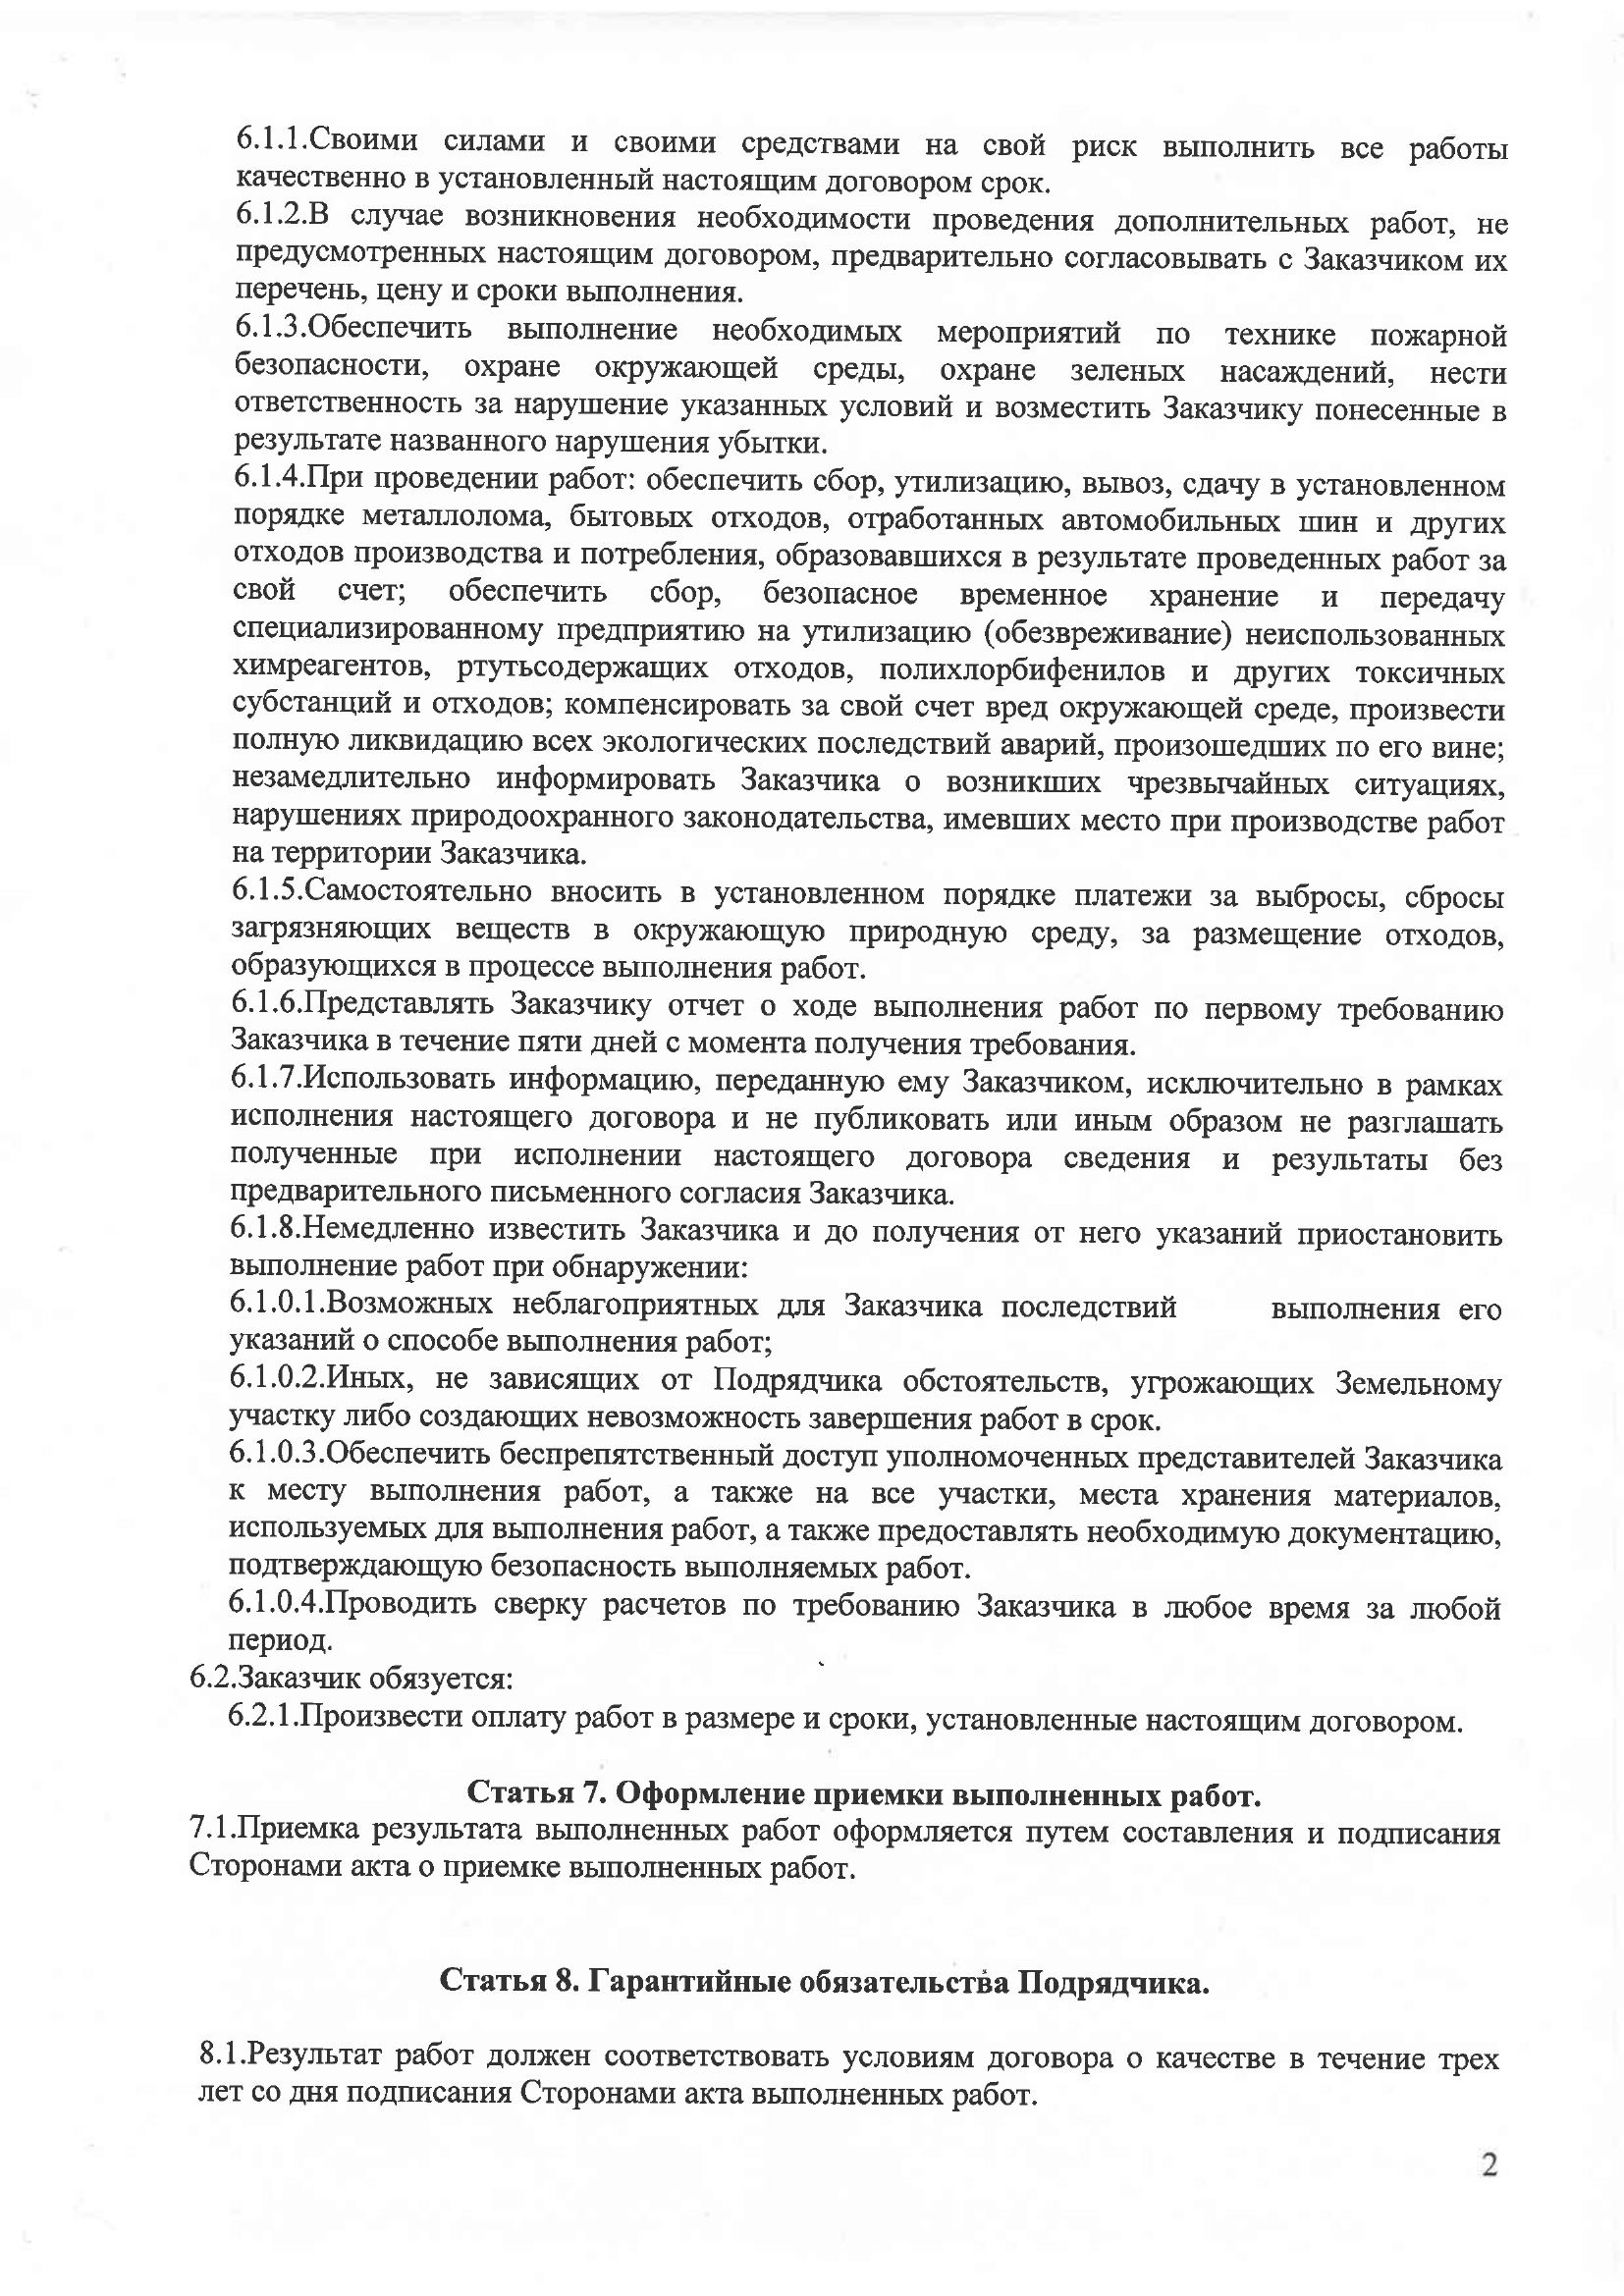 6.1.1.Своими силами и своими средствами на свой риск выполнить все работы
качественно в установленный настоящим договором срок.
6.1.2.В случае возникновения необходимости проведения дополнительных работ, не
предусмотренных настоящим договором, предварительно согласовывать с Заказчиком их
перечень, цену и сроки выполнения.
6.1.3.Обеспечить выполнение необходимых мероприятий по технике пожарной
безопасности, охране окружающей среды, охране зеленых насаждений, нести
ответственность за нарушение указанных условий и возместить Заказчику понесенные в
результате названного нарушения убытки.
6.1.4.При проведении работ: обеспечить сбор, утилизацию, вывоз, сдачу в установленном
порядке металлолома, бытовых отходов, отработанных автомобильных шин и других
отходов производства и потребления, образовавшихся в результате проведенных работ за
свой счет; обеспечить сбор, безопасное временное хранение и передачу
специализированному предприятию на утилизацию (обезвреживание) неиспользованных
химреагентов, ртутьсодержащих отходов, полихлорбифенилов и других токсичных
субстанций и отходов; компенсировать за свой счет вред окружающей среде, произвести
полную ликвидацию всех экологических последствий аварий, произошедших по его вине;
незамедлительно информировать Заказчика о возникших чрезвычайных ситуациях,
нарушениях природоохранного законодательства, имевших место при производстве работ
на территории Заказчика.
6.1.5.Самостоятельно вносить в установленном порядке платежи за выбросы, сбросы
загрязняющих веществ в окружающую природную среду, за размещение отходов,
образующихся в процессе выполнения работ.
6.1.6.Представлять Заказчику отчет о ходе выполнения работ по первому требованию
Заказчика в течение пяти дней с момента получения требования.
6.1.7.Использовать информацию, переданную ему Заказчиком, исключительно в рамках
исполнения настоящего договора и не публиковать или иным образом не разглашать
полученные при исполнении настоящего договора сведения и результаты без
предварительного письменного согласия Заказчика.
6.1.8.Немедленно известить Заказчика и до получения от него указаний приостановить
выполнение работ при обнаружении:
6.1.0.1.Возможных неблагоприятных для Заказчика последствий выполнения его
указаний о способе выполнения работ;
6.1.0.2.Иных, не зависящих от Подрядчика обстоятельств, угрожающих Земельному
участку либо создающих невозможность завершения работ в срок.
6.1.0.3.Обеспечить беспрепятственный доступ уполномоченных представителей Заказчика
к месту выполнения работ, а также на все участки, места хранения материалов,
используемых для выполнения работ, а также предоставлять необходимую документацию,
подтверждающую безопасность выполняемых работ.
6.1.0.4.Проводить сверку расчетов по требованию Заказчика в любое время за любой
период.
6.2.Заказчик обязуется:
6.2.1.Произвести оплату работ в размере и сроки, установленные настоящим договором.
Статья 7. Оформление приемки выполненных работ.
7.1.Приемка результата выполненных работ оформляется путем составления и подписания
Сторонами акта о приемке выполненных работ.
Статья 8. Гарантийные обязательства Подрядчика.
8.1.Результат работ должен соответствовать условиям договора о качестве в течение трех
лет со дня подписания Сторонами акта выполненных работ.
2